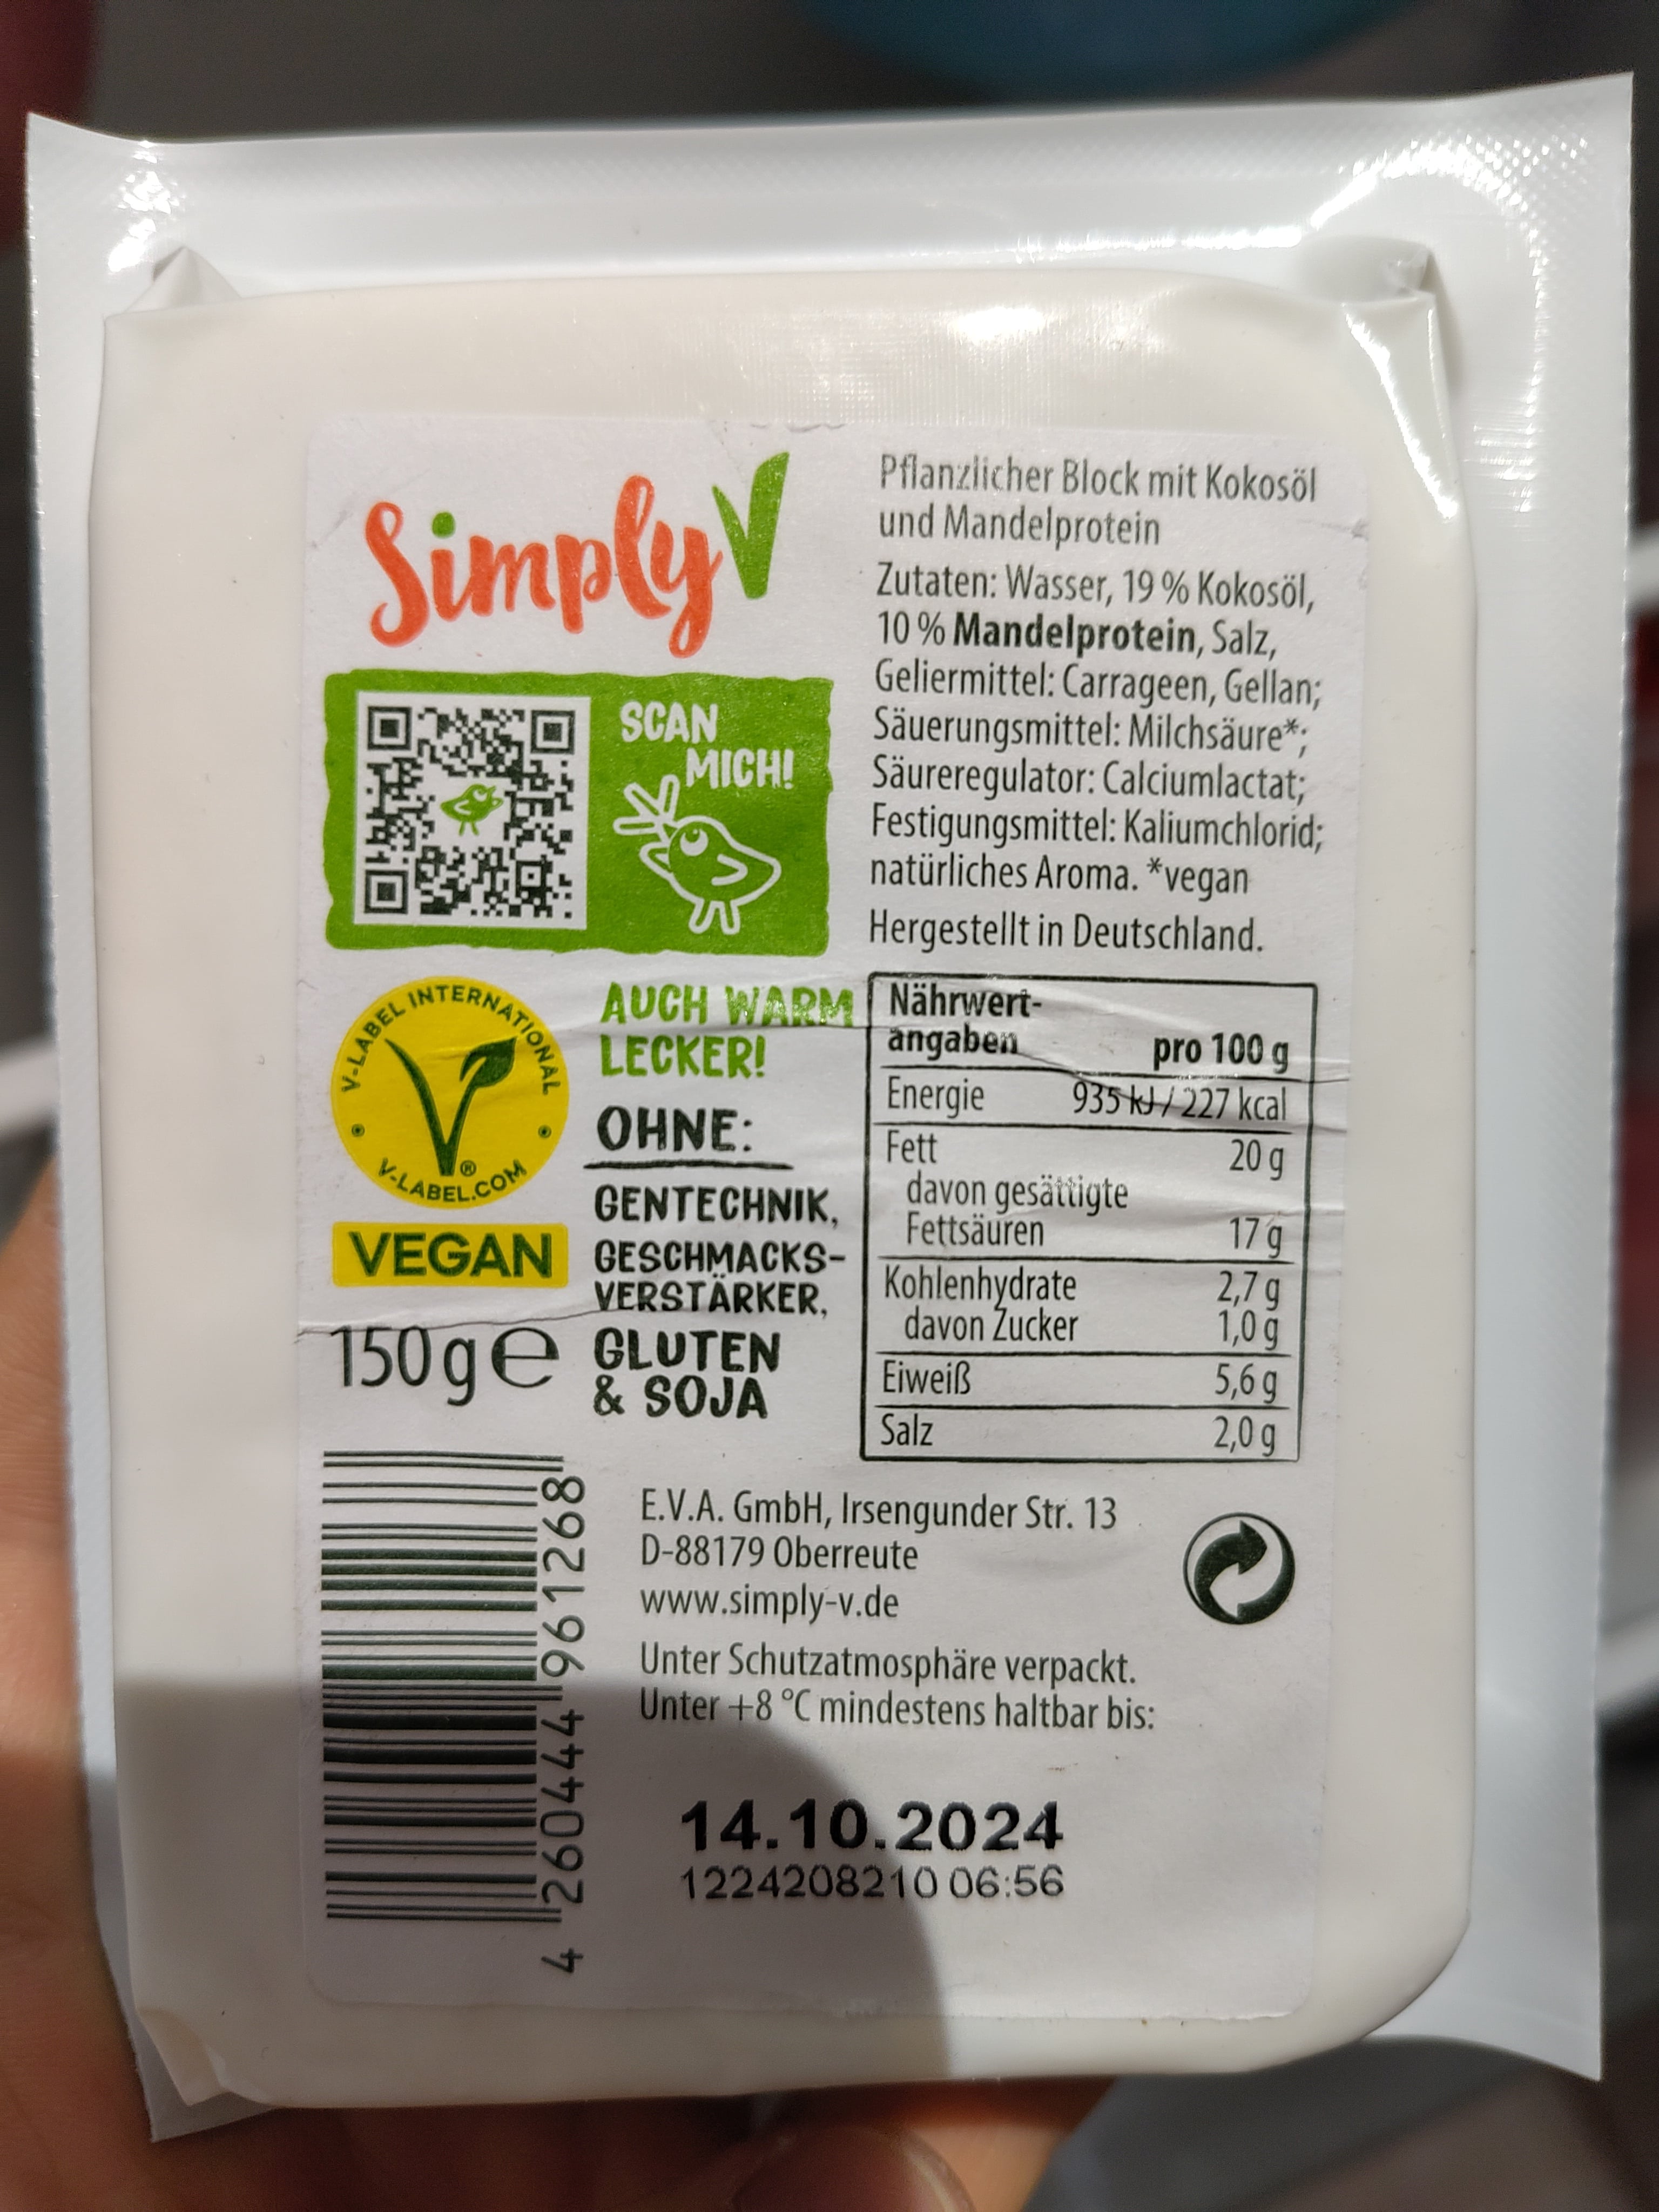 SimplyV
SCAN
MICH!
Pflanzlicher Block mit Kokosöl
und Mandelprotein
Zutaten: Wasser, 19 % Kokosöl,
10 % Mandelprotein, Salz,
Geliermittel: Carrageen, Gellan;
Säuerungsmittel: Milchsäure*;
Säureregulator: Calciumlactat;
Festigungsmittel: Kaliumchlorid;
natürliches Aroma. *vegan
Hergestellt in Deutschland.
V-LABEL INTERNATIONAL
V-LABEL.COM
®
VEGAN
150 g ℮
AUCH WARM
LECKER!
OHNE:
GENTECHNIK,
GESCHMACKS-
VERSTÄRKER,
GLUTEN
& SOJA
Nährwert-
angaben pro 100 g
Energie 935 kJ / 227 kcal
Fett 20 g
davon gesättigte
Fettsäuren 17 g
Kohlenhydrate 2,7 g
davon Zucker 1,0 g
Eiweiß 5,6 g
Salz 2,0 g
4 260444 961268
E.V.A. GmbH, Irsengunder Str. 13
D-88179 Oberreute
www.simply-v.de
Unter Schutzatmosphäre verpackt.
Unter +8 °C mindestens haltbar bis:
14.10.2024
1224208210 06:56